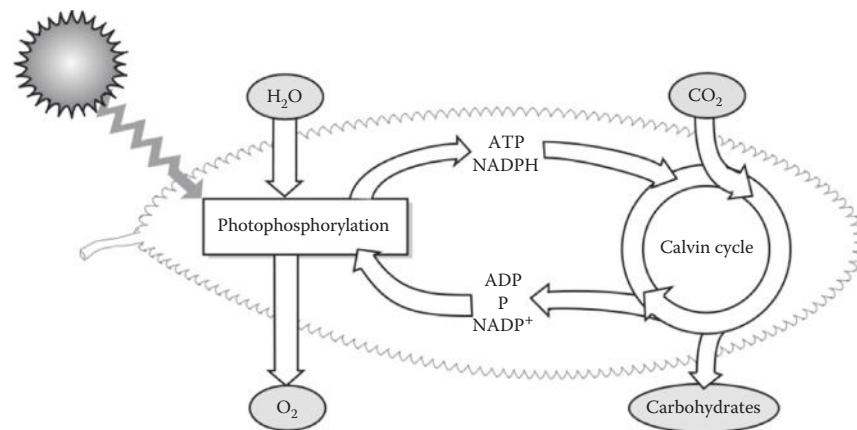 H₂O
CO₂
ATP
NADPH
Photophosphorylation
Calvin cycle
ADP
P
NADP⁺
O₂
Carbohydrates